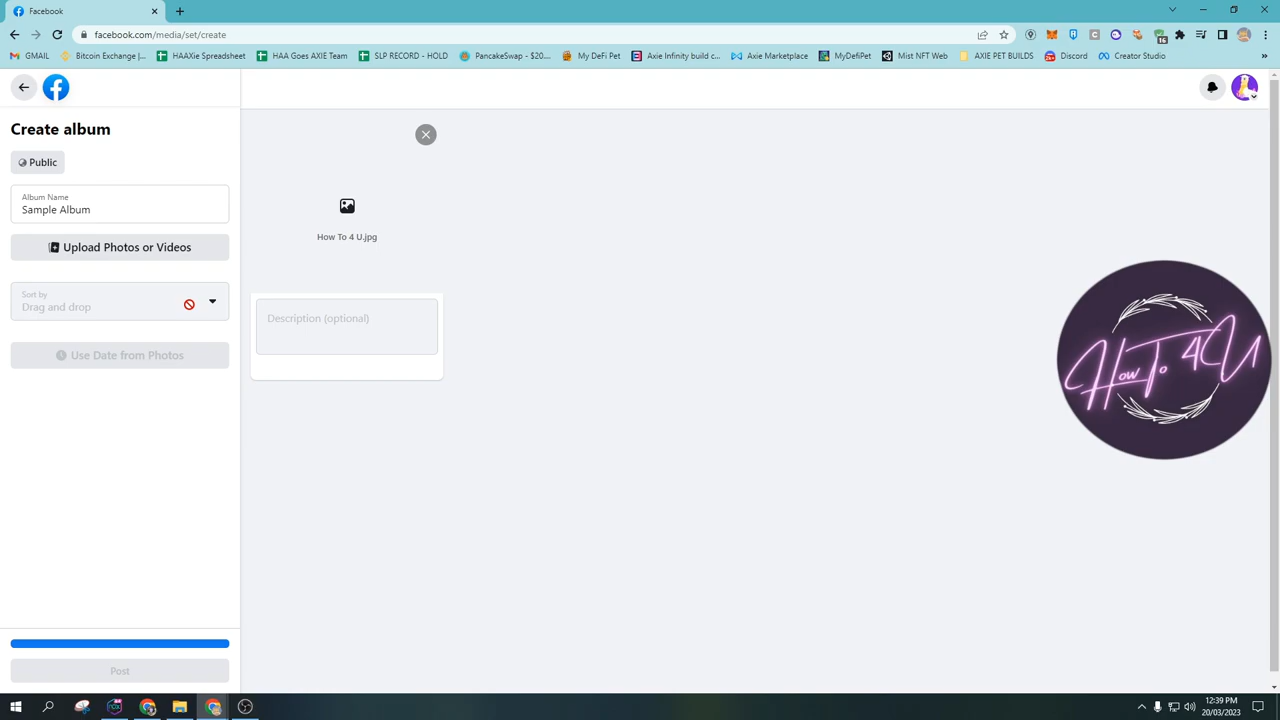 Facebook
facebook.com/media/set/create
GMAIL
Bitcoin Exchange |...
HAAXie Spreadsheet
HAA Goes AXIE Team
SLP RECORD - HOLD
PancakeSwap - $20....
My DeFi Pet
Axie Infinity build c...
Axie Marketplace
MyDefiPet
Mist NFT Web
AXIE PET BUILDS
Discord
Creator Studio
Create album
Public
Album Name
Sample Album
Upload Photos or Videos
Sort by
Drag and drop
Use Date from Photos
Post
How To 4 U.jpg
Description (optional)
How To 4U
12:39 PM
20/03/2023